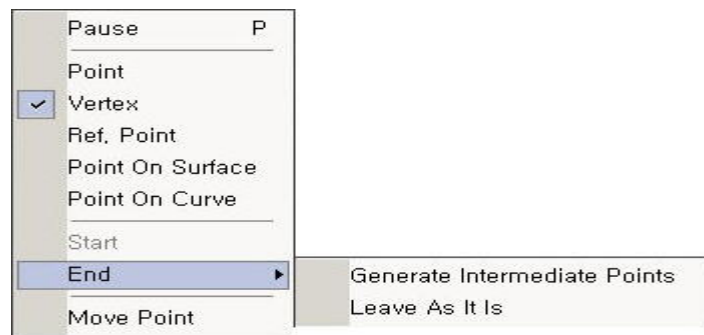 Pause P
Point
Vertex
Ref. Point
Point On Surface
Point On Curve
Start
End
Generate Intermediate Points
Leave As It Is
Move Point